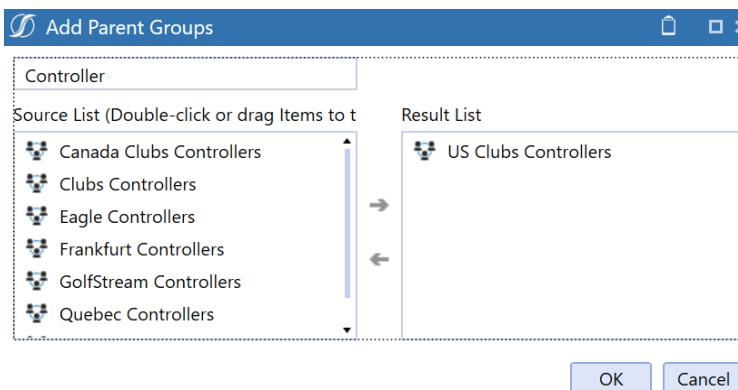 Add Parent Groups
Controller
Source List (Double-click or drag Items to t
Result List
Canada Clubs Controllers
Clubs Controllers
Eagle Controllers
Frankfurt Controllers
GolfStream Controllers
Quebec Controllers
US Clubs Controllers
OK
Cancel